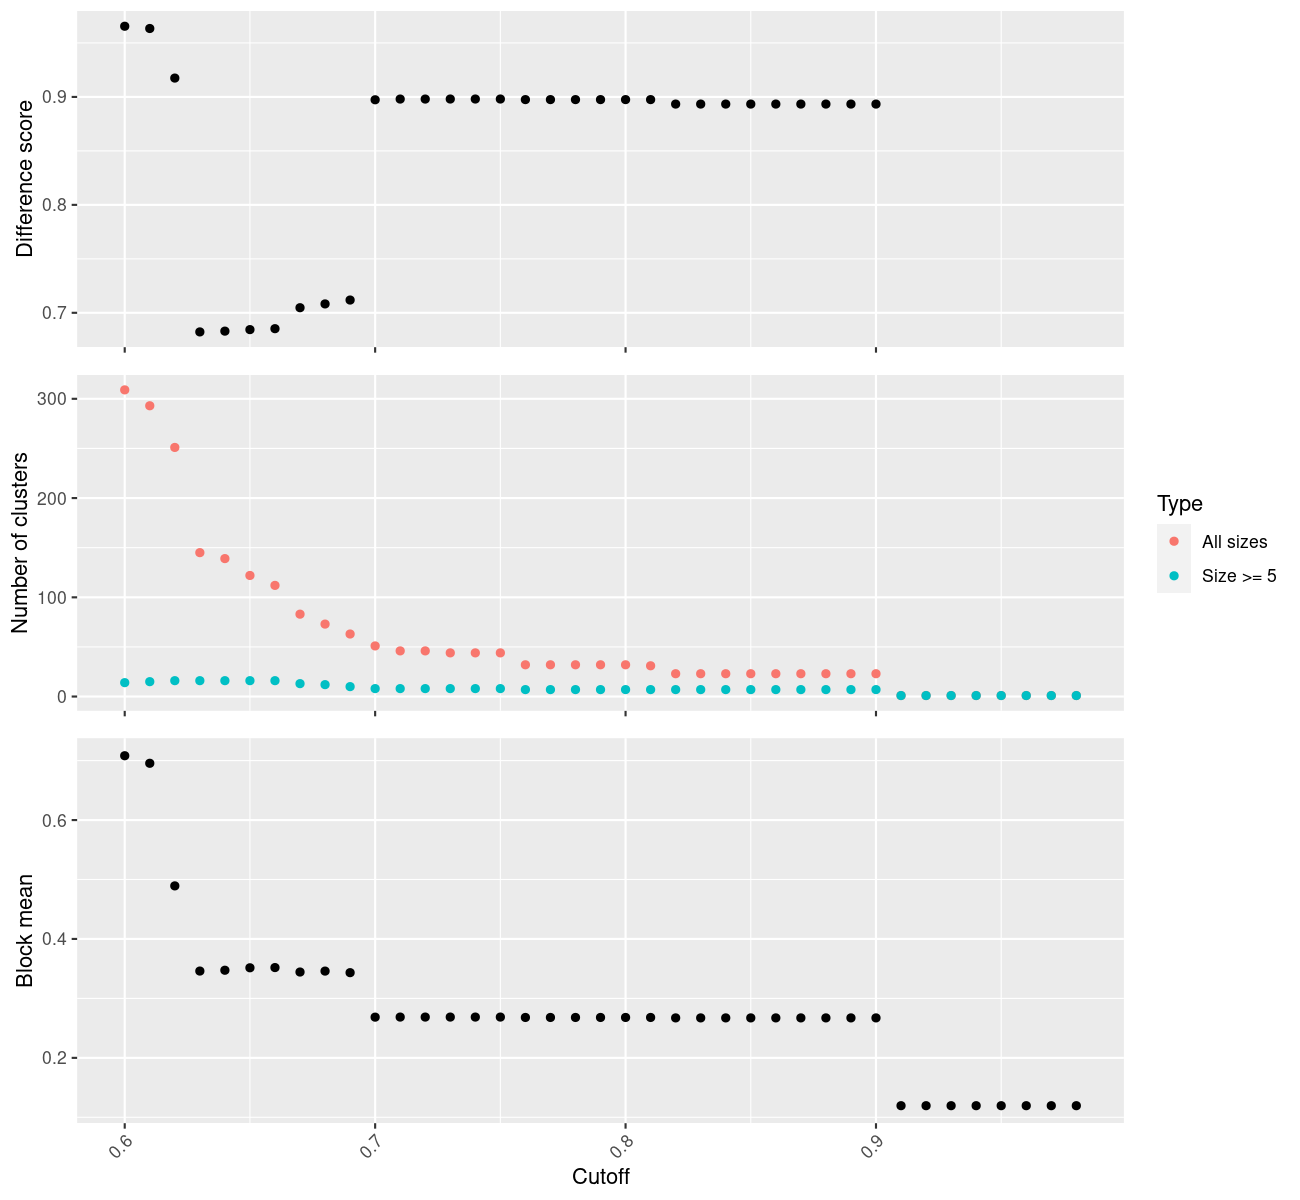 Difference score
0.9
0.8
0.7
Number of clusters
300
200
100
0
Type
All sizes
Size >= 5
Block mean
0.6
0.4
0.2
0.6
0.7
0.8
0.9
Cutoff